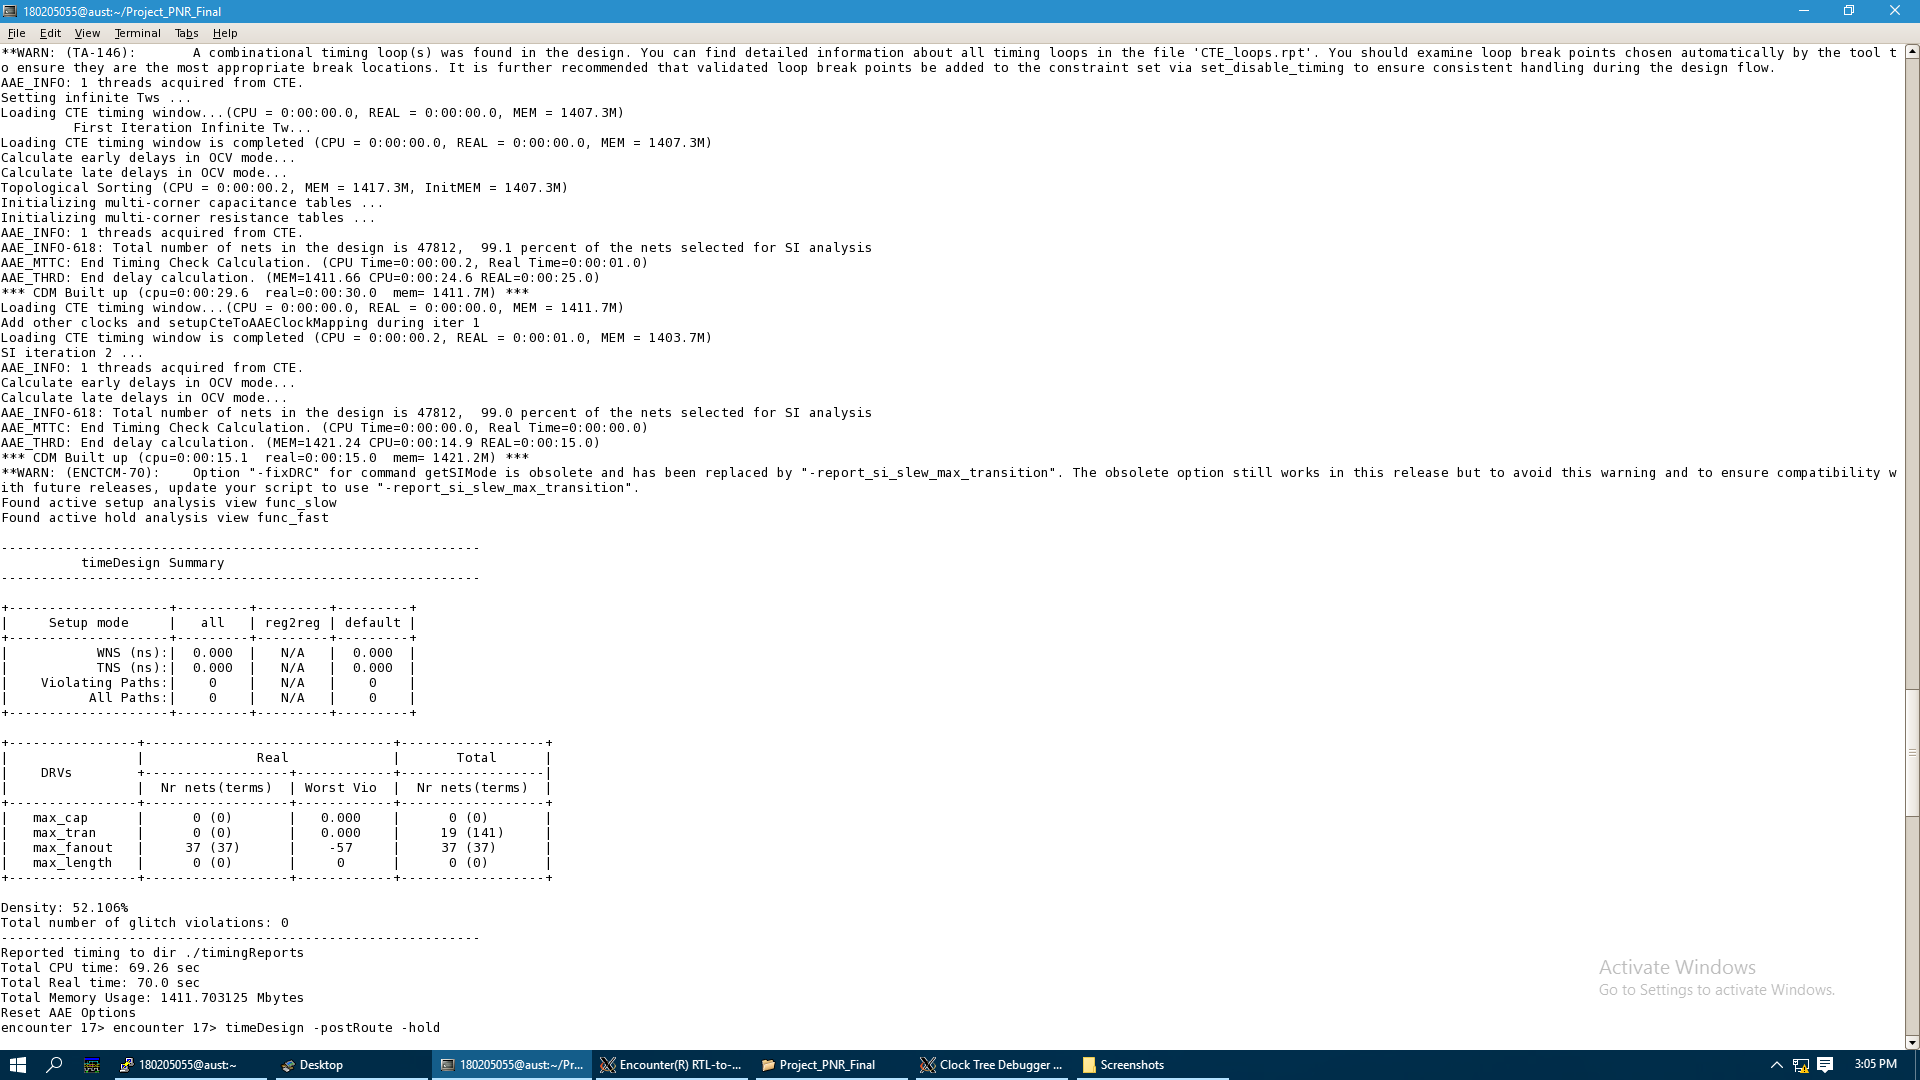 180205055@aust:~/Project_PNR_Final
File Edit View Terminal Tabs Help
**WARN: (TA-146):       A combinational timing loop(s) was found in the design. You can find detailed information about all timing loops in the file 'CTE_loops.rpt'. You should examine loop break points chosen automatically by the tool t
o ensure they are the most appropriate break locations. It is further recommended that validated loop break points be added to the constraint set via set_disable_timing to ensure consistent handling during the design flow.
AAE_INFO: 1 threads acquired from CTE.
Setting infinite Tws ...
Loading CTE timing window...(CPU = 0:00:00.0, REAL = 0:00:00.0, MEM = 1407.3M)
         First Iteration Infinite Tw...
Loading CTE timing window is completed (CPU = 0:00:00.0, REAL = 0:00:00.0, MEM = 1407.3M)
Calculate early delays in OCV mode...
Calculate late delays in OCV mode...
Topological Sorting (CPU = 0:00:00.2, MEM = 1417.3M, InitMEM = 1407.3M)
Initializing multi-corner capacitance tables ...
Initializing multi-corner resistance tables ...
AAE_INFO: 1 threads acquired from CTE.
AAE_INFO-618: Total number of nets in the design is 47812,  99.1 percent of the nets selected for SI analysis
AAE_MTTC: End Timing Check Calculation. (CPU Time=0:00:00.2, Real Time=0:00:01.0)
AAE_THRD: End delay calculation. (MEM=1411.66 CPU=0:00:24.6 REAL=0:00:25.0)
*** CDM Built up (cpu=0:00:29.6  real=0:00:30.0  mem= 1411.7M) ***
Loading CTE timing window...(CPU = 0:00:00.0, REAL = 0:00:00.0, MEM = 1411.7M)
Add other clocks and setupCteToAAEClockMapping during iter 1
Loading CTE timing window is completed (CPU = 0:00:00.2, REAL = 0:00:01.0, MEM = 1403.7M)
SI iteration 2 ...
AAE_INFO: 1 threads acquired from CTE.
Calculate early delays in OCV mode...
Calculate late delays in OCV mode...
AAE_INFO-618: Total number of nets in the design is 47812,  99.0 percent of the nets selected for SI analysis
AAE_MTTC: End Timing Check Calculation. (CPU Time=0:00:00.0, Real Time=0:00:00.0)
AAE_THRD: End delay calculation. (MEM=1421.24 CPU=0:00:14.9 REAL=0:00:15.0)
*** CDM Built up (cpu=0:00:15.1  real=0:00:15.0  mem= 1421.2M) ***
**WARN: (ENCTCM-70):    Option "-fixDRC" for command getSIMode is obsolete and has been replaced by "-report_si_slew_max_transition". The obsolete option still works in this release but to avoid this warning and to ensure compatibility w
ith future releases, update your script to use "-report_si_slew_max_transition".
Found active setup analysis view func_slow
Found active hold analysis view func_fast
------------------------------------------------------------
          timeDesign Summary
------------------------------------------------------------
+--------------------+---------+---------+---------+
|     Setup mode     |   all   | reg2reg | default |
+--------------------+---------+---------+---------+
|           WNS (ns):|  0.000  |   N/A   |  0.000  |
|           TNS (ns):|  0.000  |   N/A   |  0.000  |
|    Violating Paths:|    0    |   N/A   |    0    |
|          All Paths:|    0    |   N/A   |    0    |
+--------------------+---------+---------+---------+
+----------------+-------------------------------+------------------+
|                |              Real             |       Total      |
|    DRVs        +------------------+------------+------------------|
|                |  Nr nets(terms)  | Worst Vio  |  Nr nets(terms)  |
+----------------+------------------+------------+------------------+
|   max_cap      |      0 (0)       |   0.000    |      0 (0)       |
|   max_tran     |      0 (0)       |   0.000    |     19 (141)     |
|   max_fanout   |     37 (37)      |    -57     |     37 (37)      |
|   max_length   |      0 (0)       |     0      |      0 (0)       |
+----------------+------------------+------------+------------------+
Density: 52.106%
Total number of glitch violations: 0
------------------------------------------------------------
Reported timing to dir ./timingReports
Total CPU time: 69.26 sec
Total Real time: 70.0 sec
Total Memory Usage: 1411.703125 Mbytes
Reset AAE Options
encounter 17> encounter 17> timeDesign -postRoute -hold
Activate Windows
Go to Settings to activate Windows.
180205055@aust:~
Desktop
180205055@aust:~/Pr...
Encounter(R) RTL-to-...
Project_PNR_Final
Clock Tree Debugger ...
Screenshots
3:05 PM